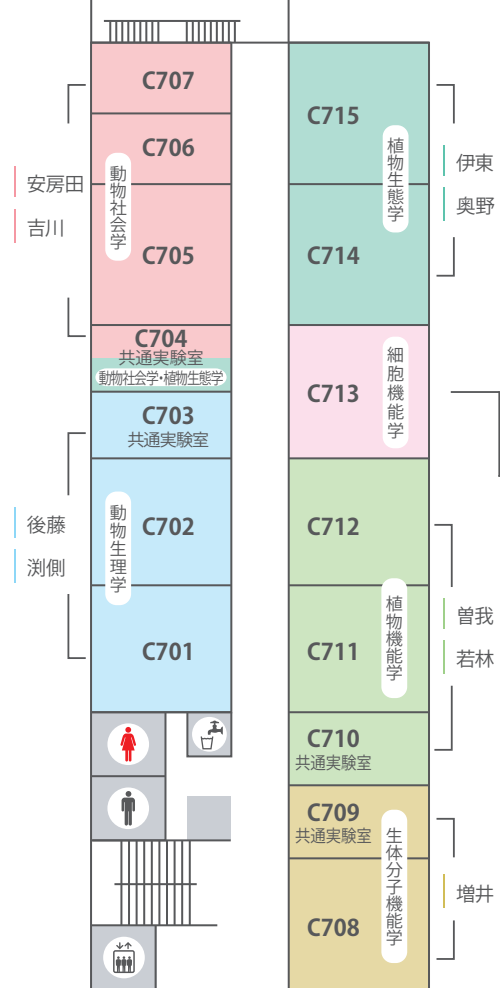 C707
C706
動物社会学
C705
安房田
吉川
C704
共通実験室
動物社会学・植物生態学
C703
共通実験室
動物生理学
C702
C701
後藤
渕側
C715
植物生態学
C714
伊東
奥野
C713
細胞機能学
C712
植物機能学
C711
C710
共通実験室
曽我
若林
C709
共通実験室
生体分子機能学
C708
増井